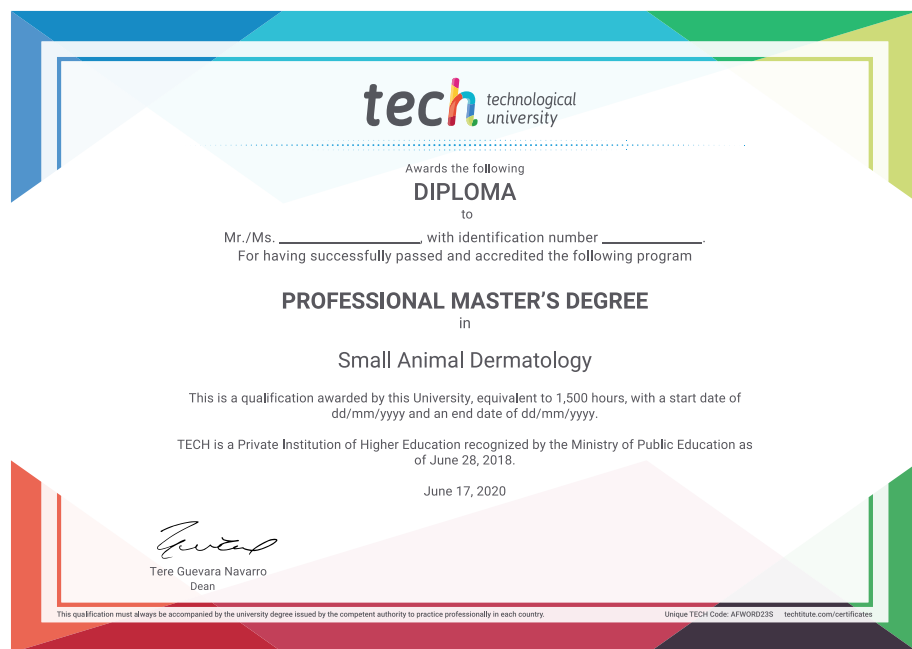 tech technological
university
Awards the following
DIPLOMA
to
Mr./Ms. ____________________, with identification number ______________.
For having successfully passed and accredited the following program
PROFESSIONAL MASTER'S DEGREE
in
Small Animal Dermatology
This is a qualification awarded by this University, equivalent to 1,500 hours, with a start date of
dd/mm/yyyy and an end date of dd/mm/yyyy.
TECH is a Private Institution of Higher Education recognized by the Ministry of Public Education as
of June 28, 2018.
June 17, 2020
Tere Guevara Navarro
Dean
This qualification must always be accompanied by the university degree issued by the competent authority to practice professionally in each country.
Unique TECH Code: AFWORD23S techtitute.com/certificates